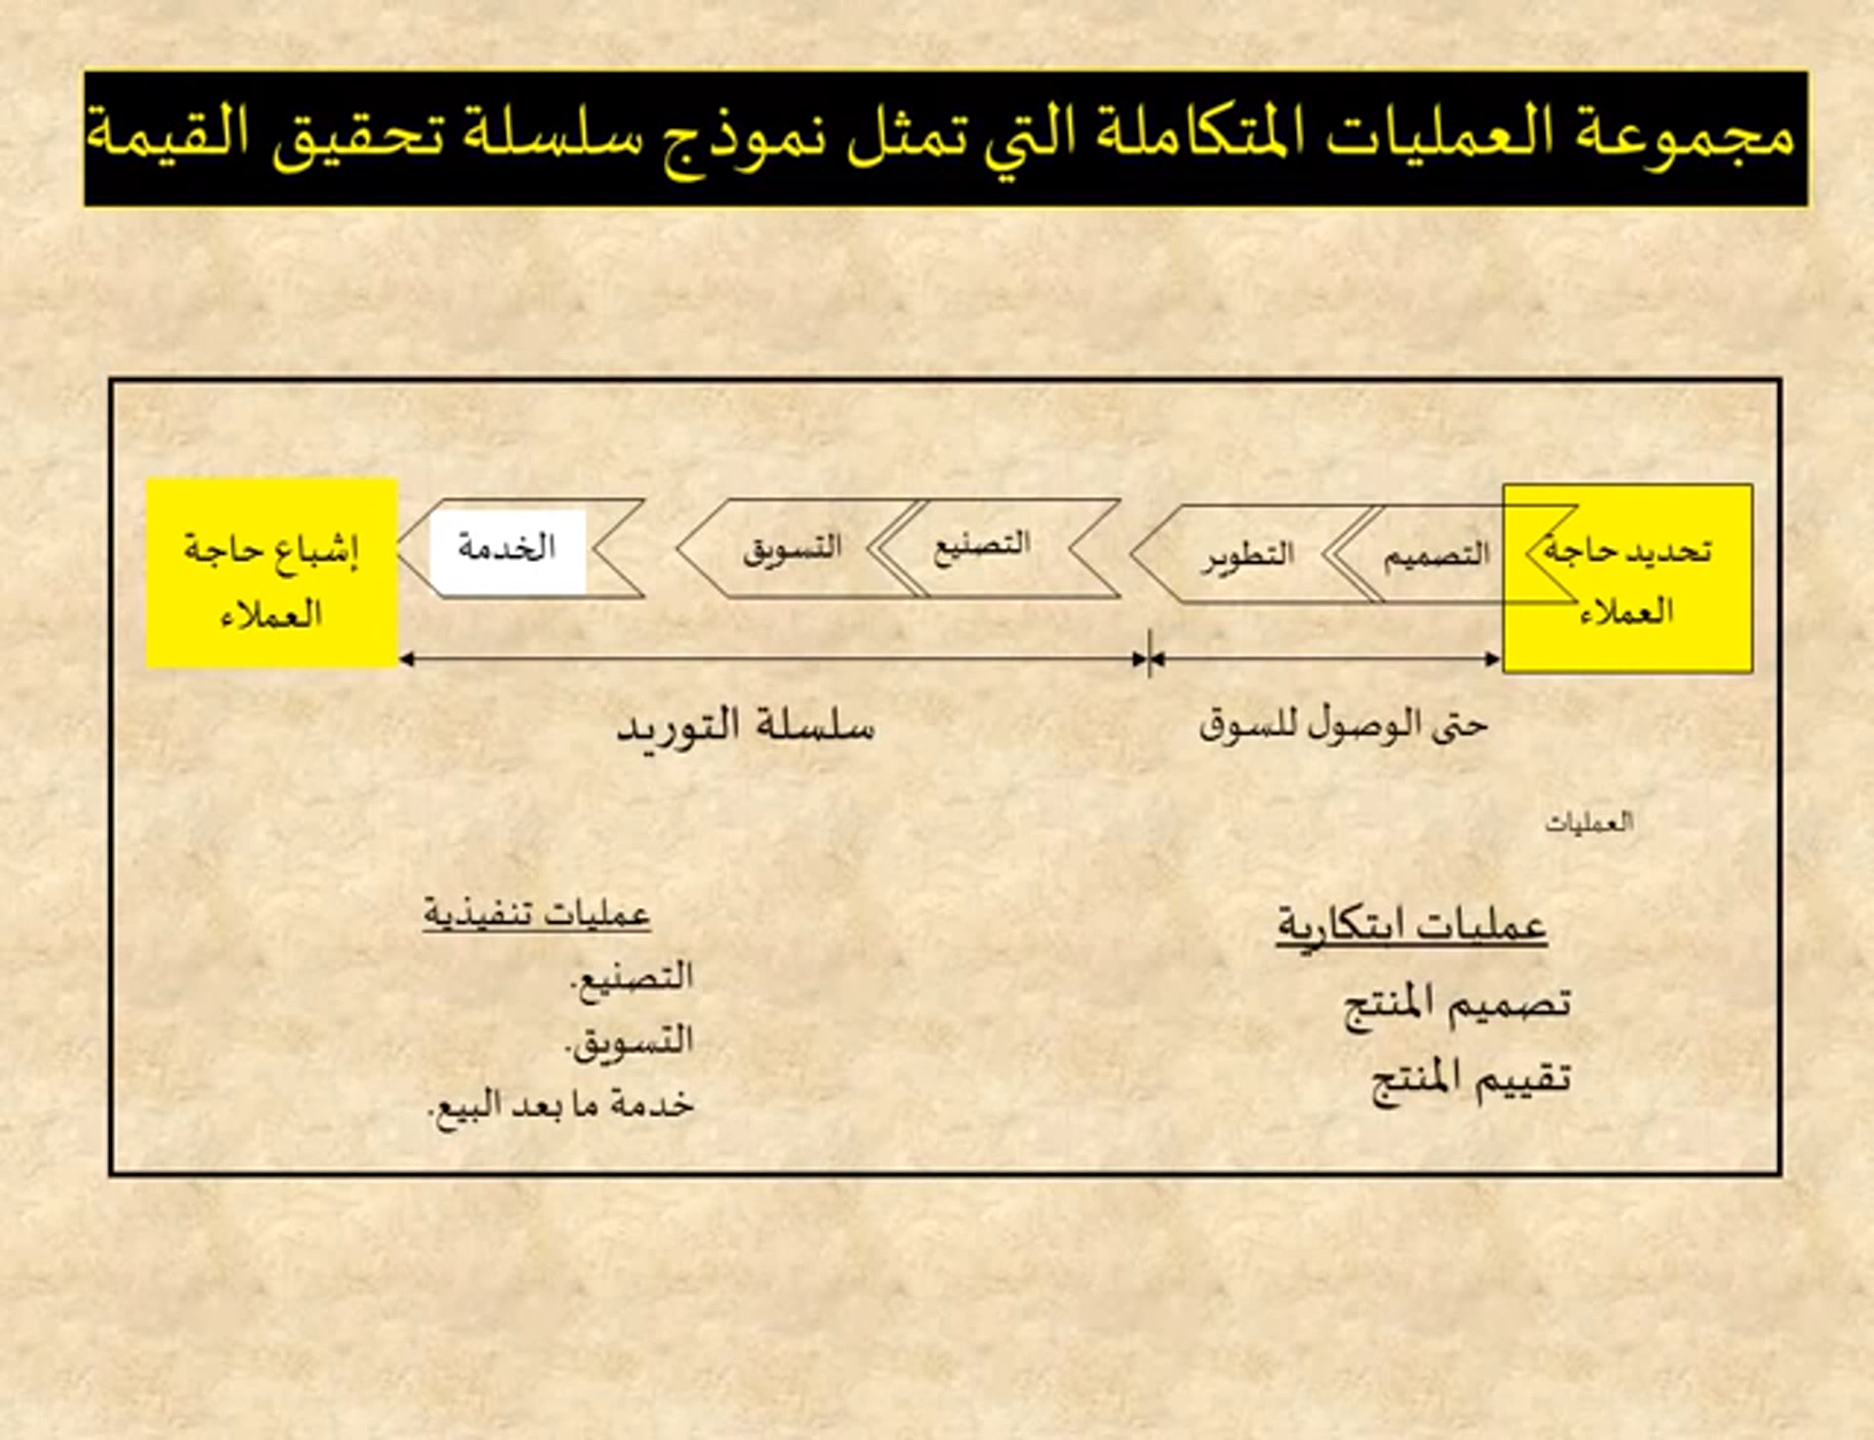 مجموعة العمليات المتكاملة التي تمثل نموذج سلسلة تحقيق القيمة
تحديد حاجة
العملاء
التصميم
التطوير
التصنيع
التسويق
الخدمة
إشباع حاجة
العملاء
حتى الوصول للسوق
سلسلة التوريد
العمليات
عمليات ابتكارية
تصميم المنتج
تقييم المنتج
عمليات تنفيذية
التصنيع.
التسويق.
خدمة ما بعد البيع.